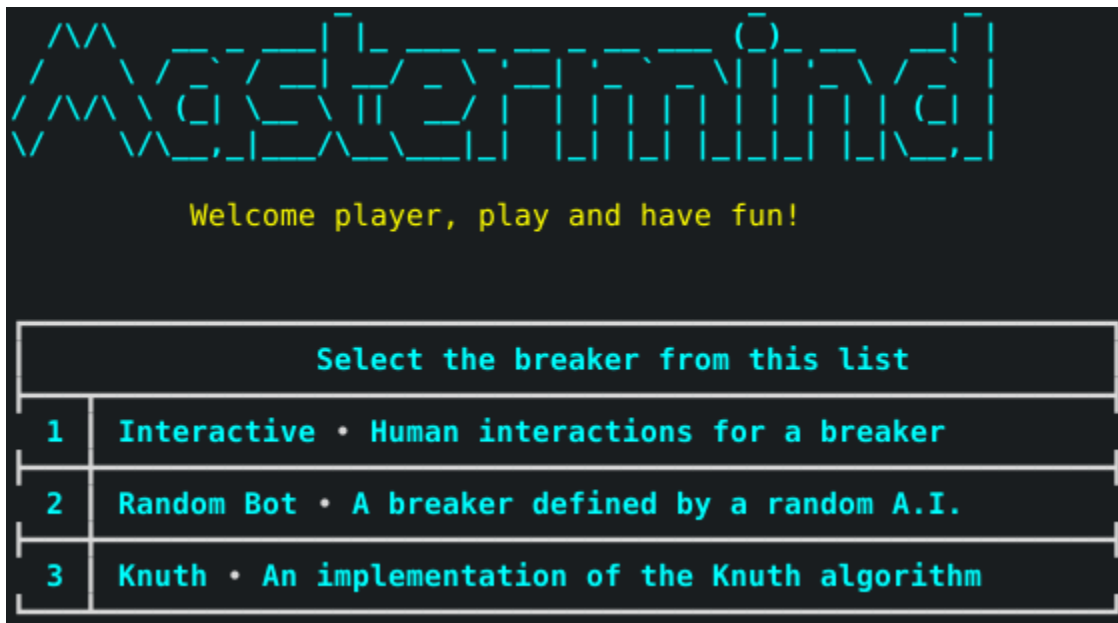 Mastermind
Welcome player, play and have fun!
Select the breaker from this list
1 Interactive • Human interactions for a breaker
2 Random Bot • A breaker defined by a random A.I.
3 Knuth • An implementation of the Knuth algorithm